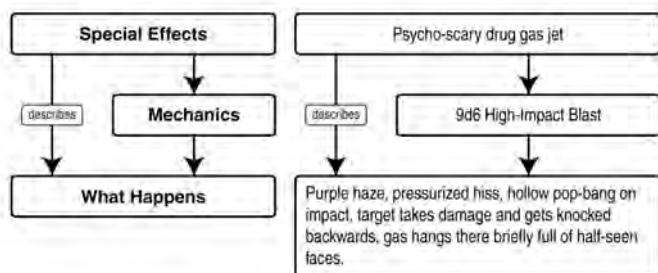 Special Effects
describes
Mechanics
What Happens
Psycho-scary drug gas jet
describes
9d6 High-Impact Blast
Purple haze, pressurized hiss, hollow pop-bang on
impact, target takes damage and gets knocked
backwards, gas hangs there briefly full of half-seen
faces.